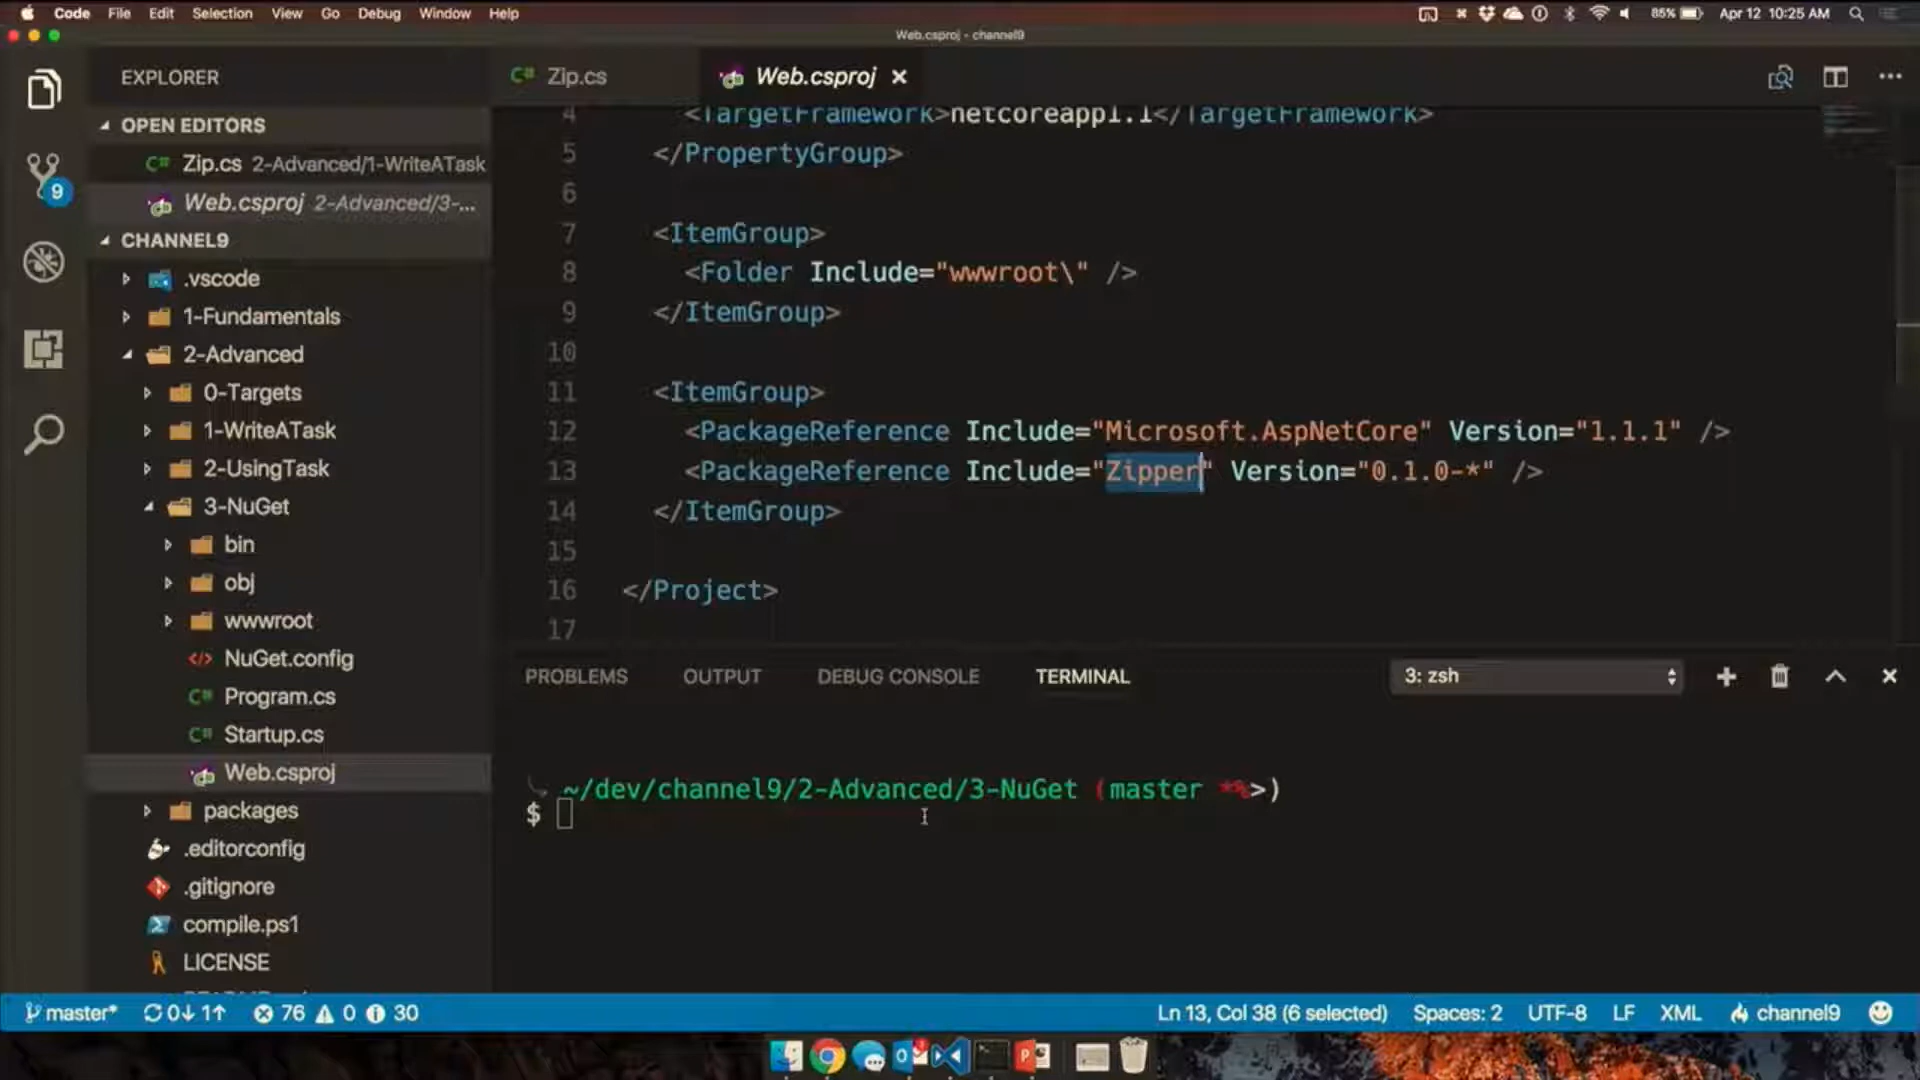 Code File Edit Selection View Go Debug Window Help
85% Apr 12 10:25 AM
Web.csproj - channel9
EXPLORER
OPEN EDITORS
Zip.cs 2-Advanced/1-WriteATask
Web.csproj 2-Advanced/3-...
9
CHANNEL9
.vscode
1-Fundamentals
2-Advanced
0-Targets
1-WriteATask
2-UsingTask
3-NuGet
bin
obj
wwwroot
NuGet.config
Program.cs
Startup.cs
Web.csproj
packages
.editorconfig
.gitignore
compile.ps1
LICENSE
Zip.cs
Web.csproj
4 <TargetFramework>netcoreapp1.1</TargetFramework>
5 </PropertyGroup>
6
7 <ItemGroup>
8 <Folder Include="wwwroot\" />
9 </ItemGroup>
10
11 <ItemGroup>
12 <PackageReference Include="Microsoft.AspNetCore" Version="1.1.1" />
13 <PackageReference Include="Zipper" Version="0.1.0-*" />
14 </ItemGroup>
15
16 </Project>
17
PROBLEMS OUTPUT DEBUG CONSOLE TERMINAL 3: zsh
~/dev/channel9/2-Advanced/3-NuGet (master *%>)
$
master* 0↓ 1↑ 76 0 30
Ln 13, Col 38 (6 selected) Spaces: 2 UTF-8 LF XML channel9